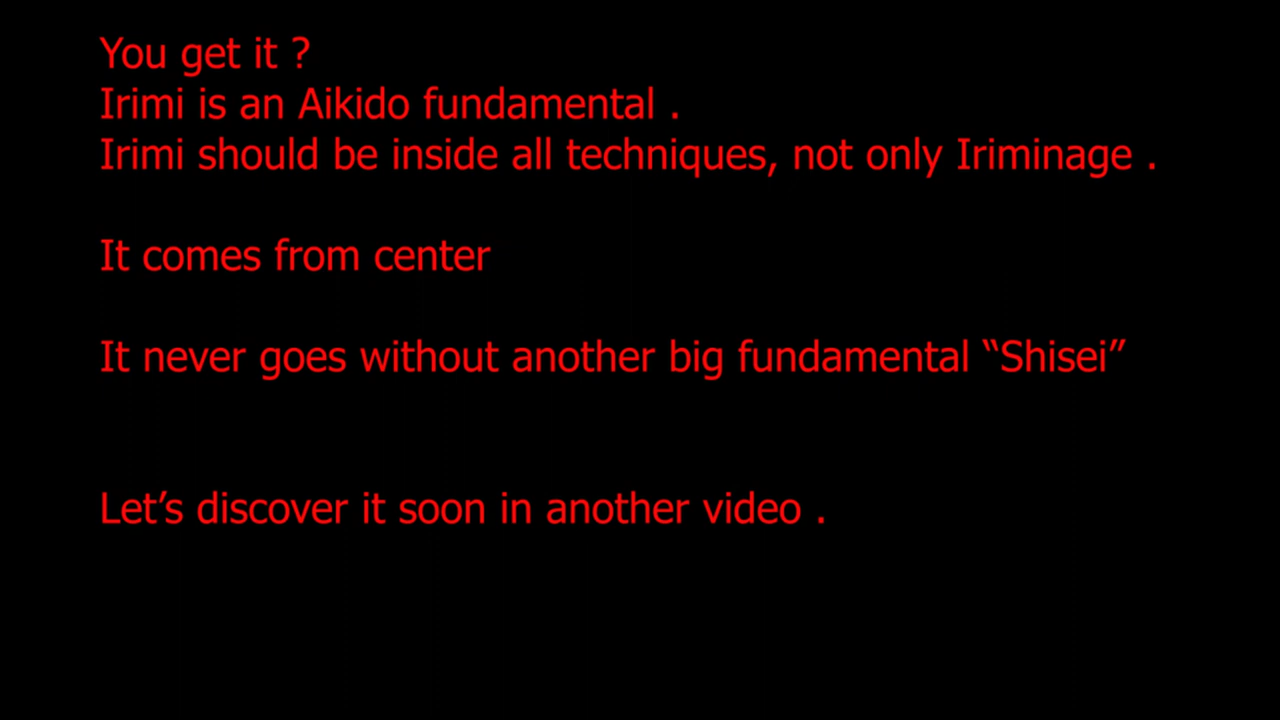 You get it ?
Irimi is an Aikido fundamental .
Irimi should be inside all techniques, not only Iriminage .
It comes from center
It never goes without another big fundamental “Shisei”
Let’s discover it soon in another video .